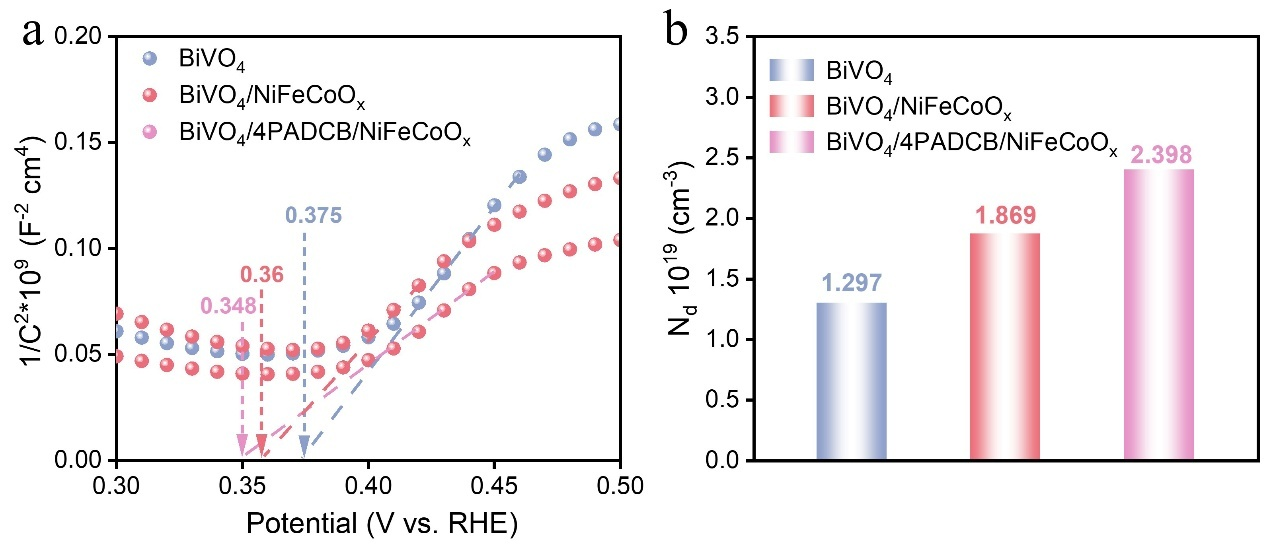 a
0.20
0.15
0.10
0.05
0.00
1/C²*10⁹ (F⁻² cm⁴)
BiVO₄
BiVO₄/NiFeCoOₓ
BiVO₄/4PADCB/NiFeCoOₓ
0.375
0.36
0.348
0.30 0.35 0.40 0.45 0.50
Potential (V vs. RHE)
b
3.5
3.0
2.5
2.0
1.5
1.0
0.5
0.0
N_d 10¹⁹ (cm⁻³)
BiVO₄
BiVO₄/NiFeCoOₓ
BiVO₄/4PADCB/NiFeCoOₓ
1.297
1.869
2.398